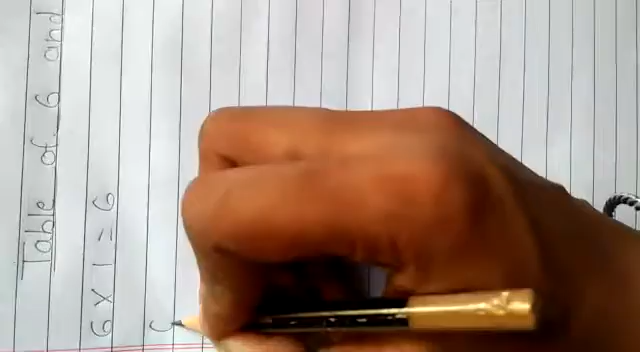 Table of 6 and
6 X 1 = 6